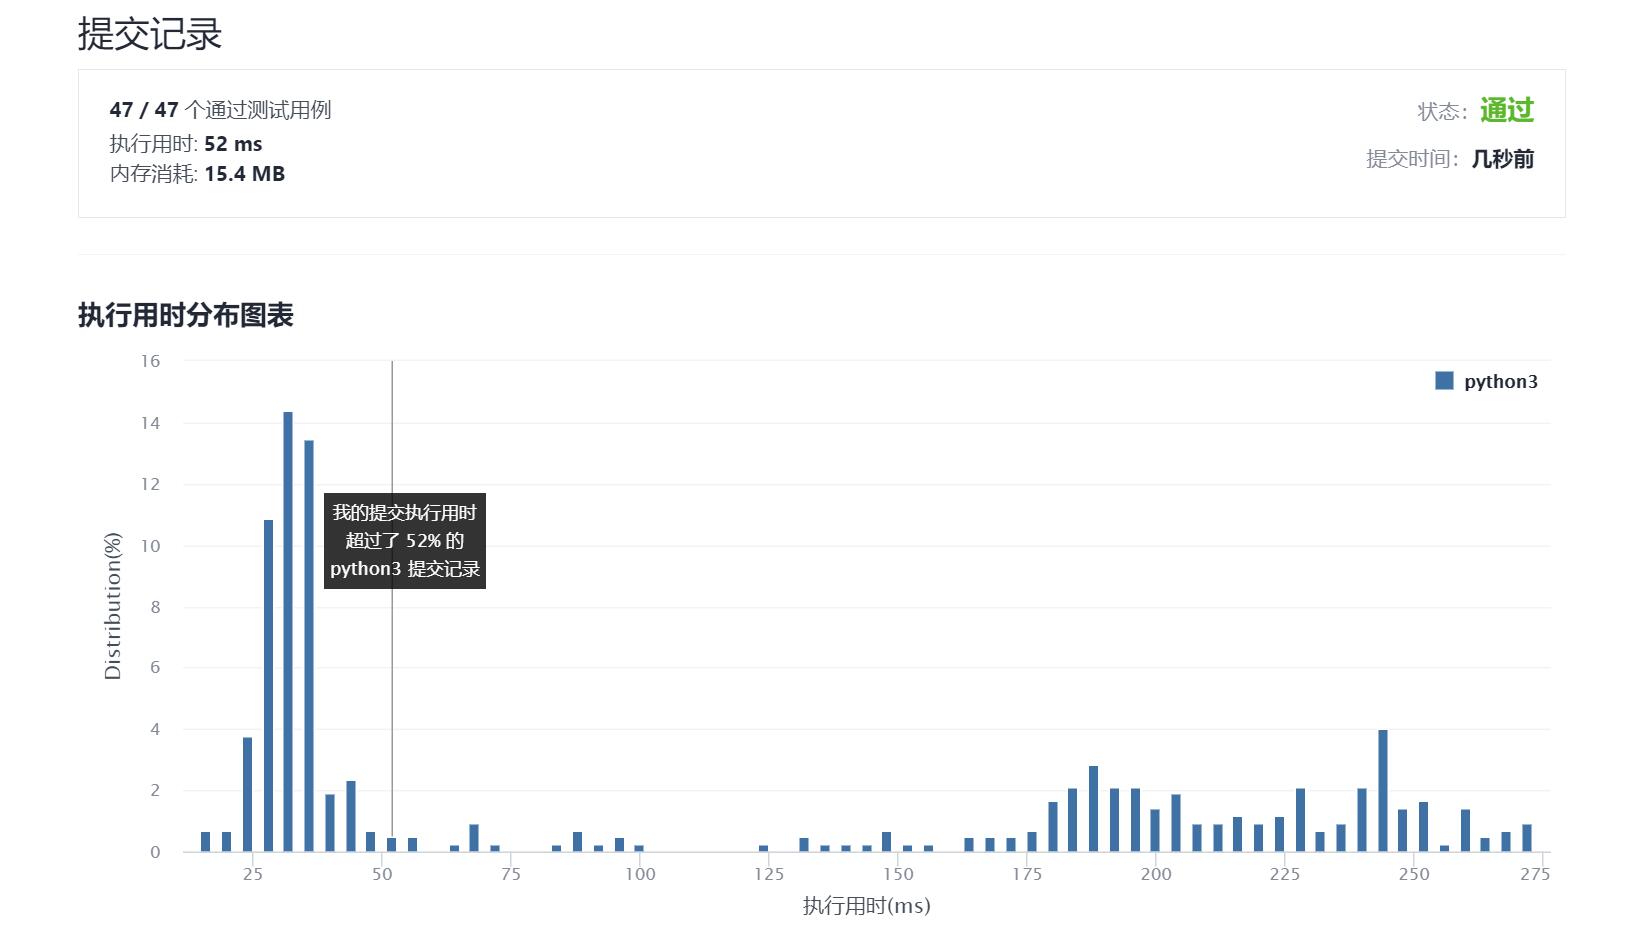 提交记录
47 / 47 个通过测试用例
状态：通过
执行用时: 52 ms
提交时间：几秒前
内存消耗: 15.4 MB
执行用时分布图表
16
14
12
10
8
6
4
2
0
Distribution(%)
python3
我的提交执行用时
超过了 52% 的
python3 提交记录
25 50 75 100 125 150 175 200 225 250 275
执行用时(ms)